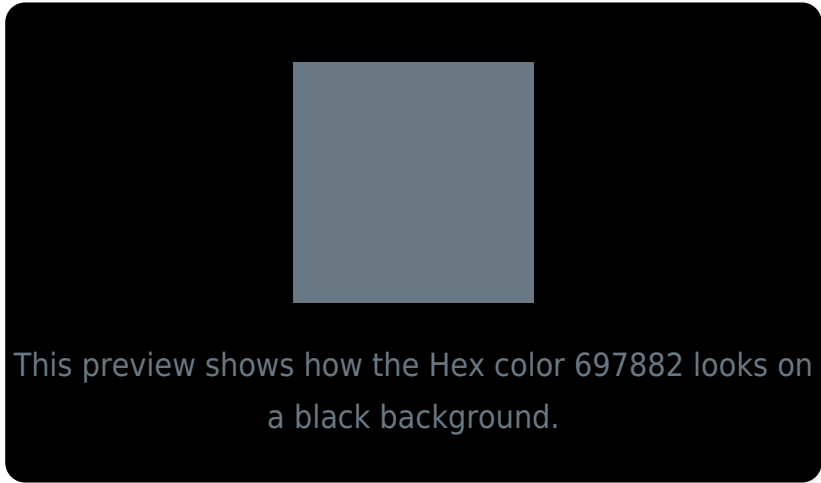 This preview shows how the Hex color 697882 looks on
a black background.